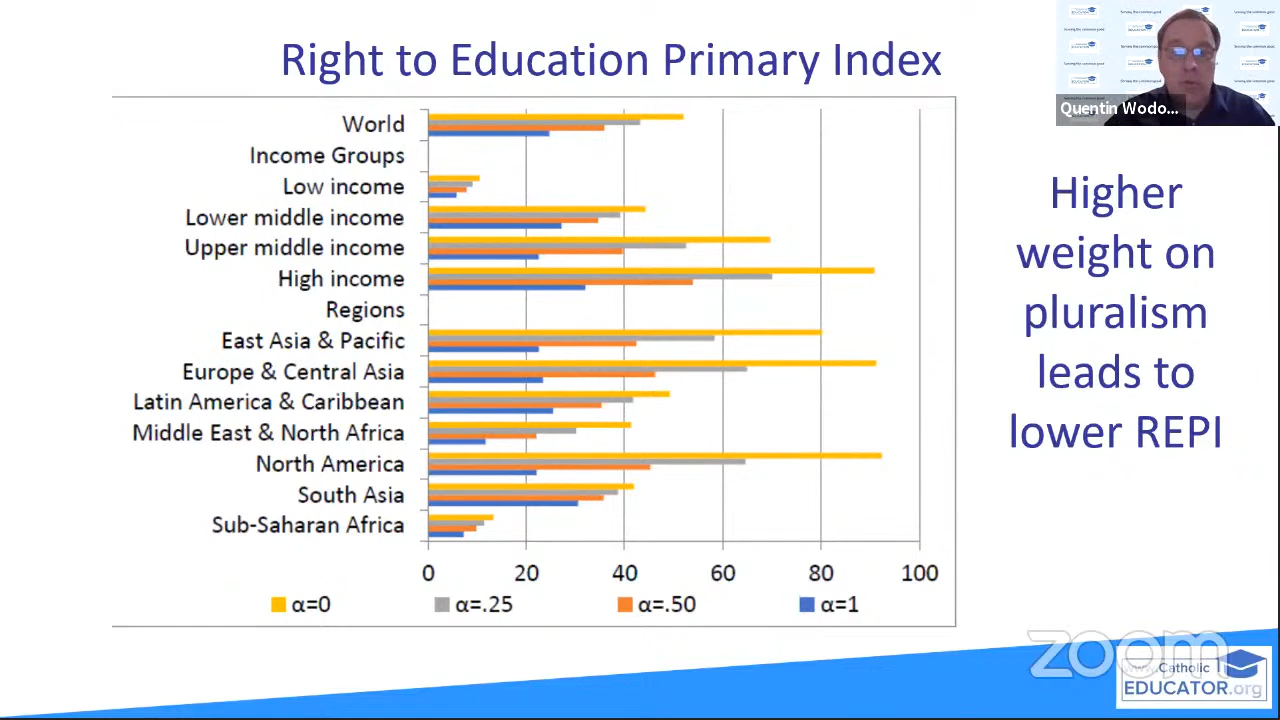 Right to Education Primary Index
Quentin Wodo...
World
Income Groups
Low income
Lower middle income
Upper middle income
High income
Regions
East Asia & Pacific
Europe & Central Asia
Latin America & Caribbean
Middle East & North Africa
North America
South Asia
Sub-Saharan Africa
0 20 40 60 80 100
α=0 α=.25 α=.50 α=1
Higher
weight on
pluralism
leads to
lower REPI
zoom
www.Catholic
EDUCATOR.org